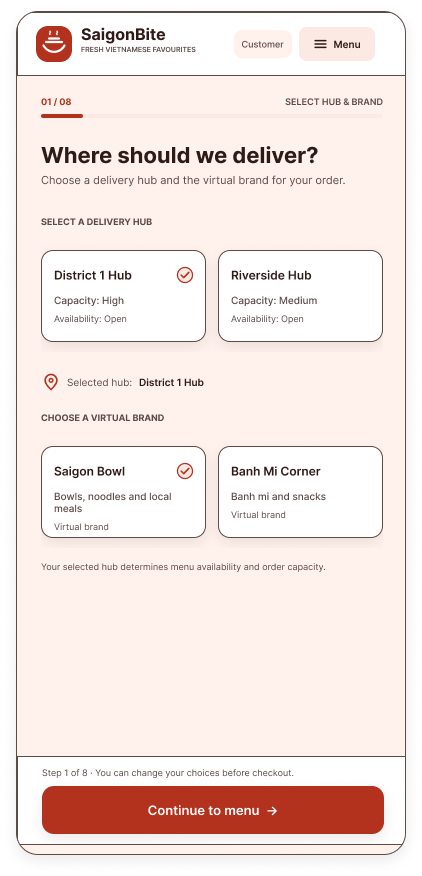 SaigonBite
FRESH VIETNAMESE FAVOURITES
Customer
Menu
01 / 08
SELECT HUB & BRAND
Where should we deliver?
Choose a delivery hub and the virtual brand for your order.
SELECT A DELIVERY HUB
District 1 Hub
Capacity: High
Availability: Open
Riverside Hub
Capacity: Medium
Availability: Open
Selected hub: District 1 Hub
CHOOSE A VIRTUAL BRAND
Saigon Bowl
Bowls, noodles and local
meals
Virtual brand
Banh Mi Corner
Banh mi and snacks
Virtual brand
Your selected hub determines menu availability and order capacity.
Step 1 of 8 · You can change your choices before checkout.
Continue to menu →